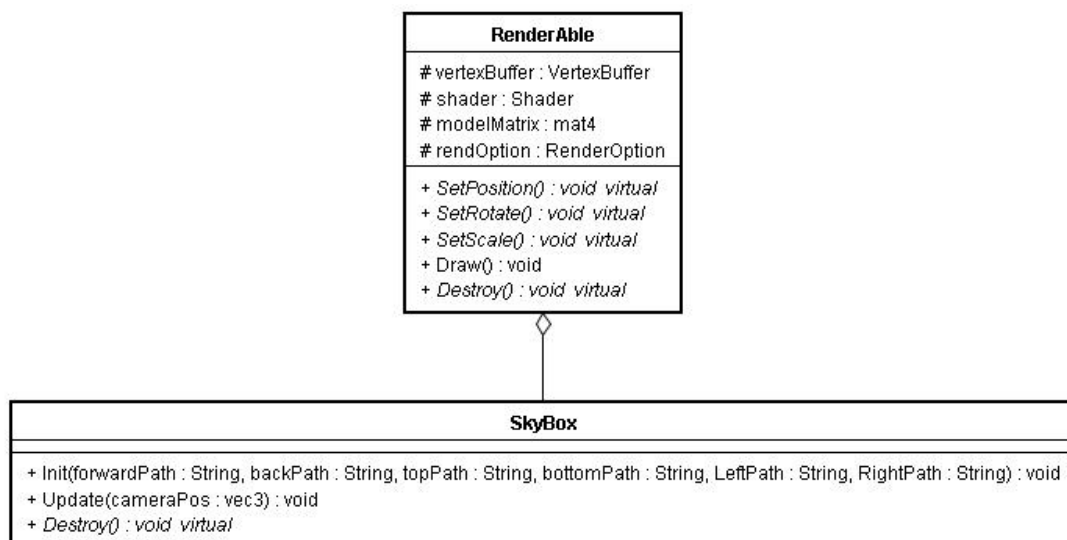 RenderAble
# vertexBuffer : VertexBuffer
# shader : Shader
# modelMatrix : mat4
# rendOption : RenderOption
+ SetPosition() : void virtual
+ SetRotate() : void virtual
+ SetScale() : void virtual
+ Draw() : void
+ Destroy() : void virtual
SkyBox
+ Init(forwardPath : String, backPath : String, topPath : String, bottomPath : String, LeftPath : String, RightPath : String) : void
+ Update(cameraPos : vec3) : void
+ Destroy() : void virtual